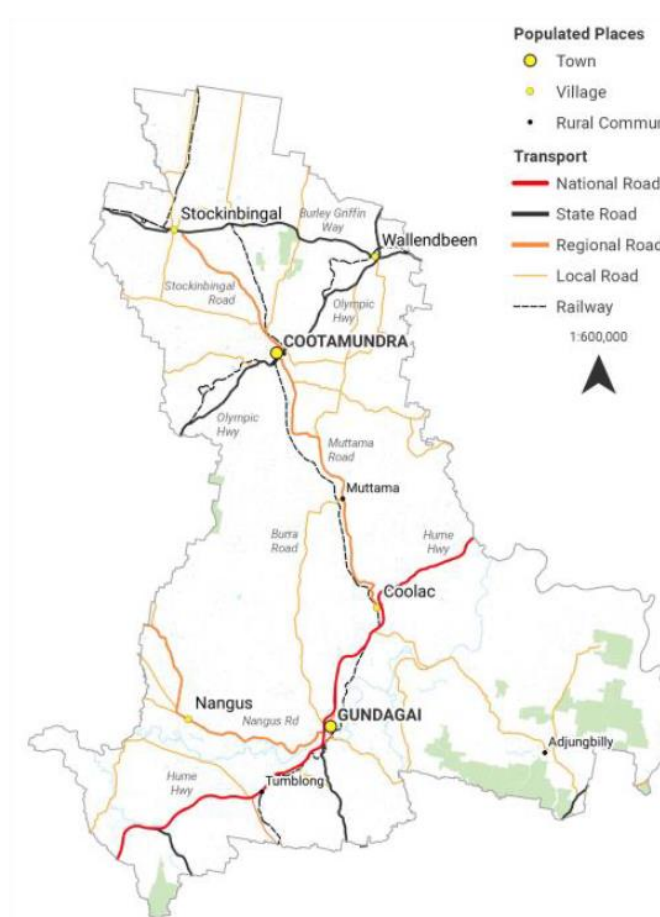 Populated Places
Town
Village
Rural Commun
Transport
National Road
State Road
Regional Road
Local Road
Railway
1:600,000
Stockinbingal
Burley Griffin
Way
Wallendbeen
Stockinbingal
Road
Olympic
Hwy
COOTAMUNDRA
Olympic
Hwy
Muttama
Road
Muttama
Burra
Road
Hume
Hwy
Coolac
Nangus
Nangus Rd
GUNDAGAI
Adjungbilly
Hume
Hwy
Tumblong